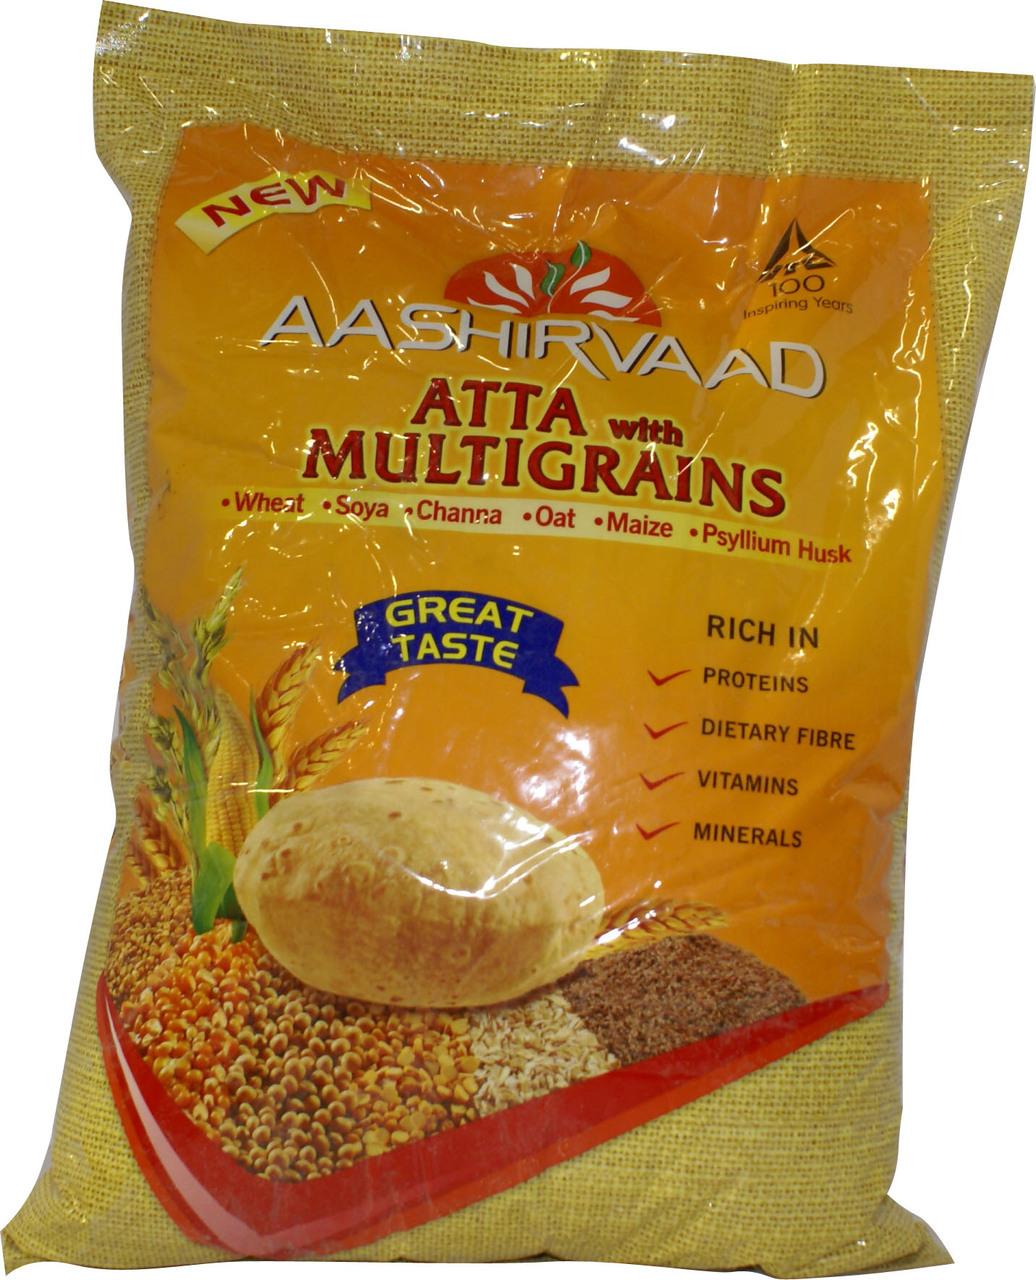 NEW
100
Inspiring Years
AASHIRVAAD
ATTA with
MULTIGRAINS
•Wheat •Soya •Channa •Oat •Maize •Psyllium Husk
GREAT
TASTE
RICH IN
PROTEINS
DIETARY FIBRE
VITAMINS
MINERALS